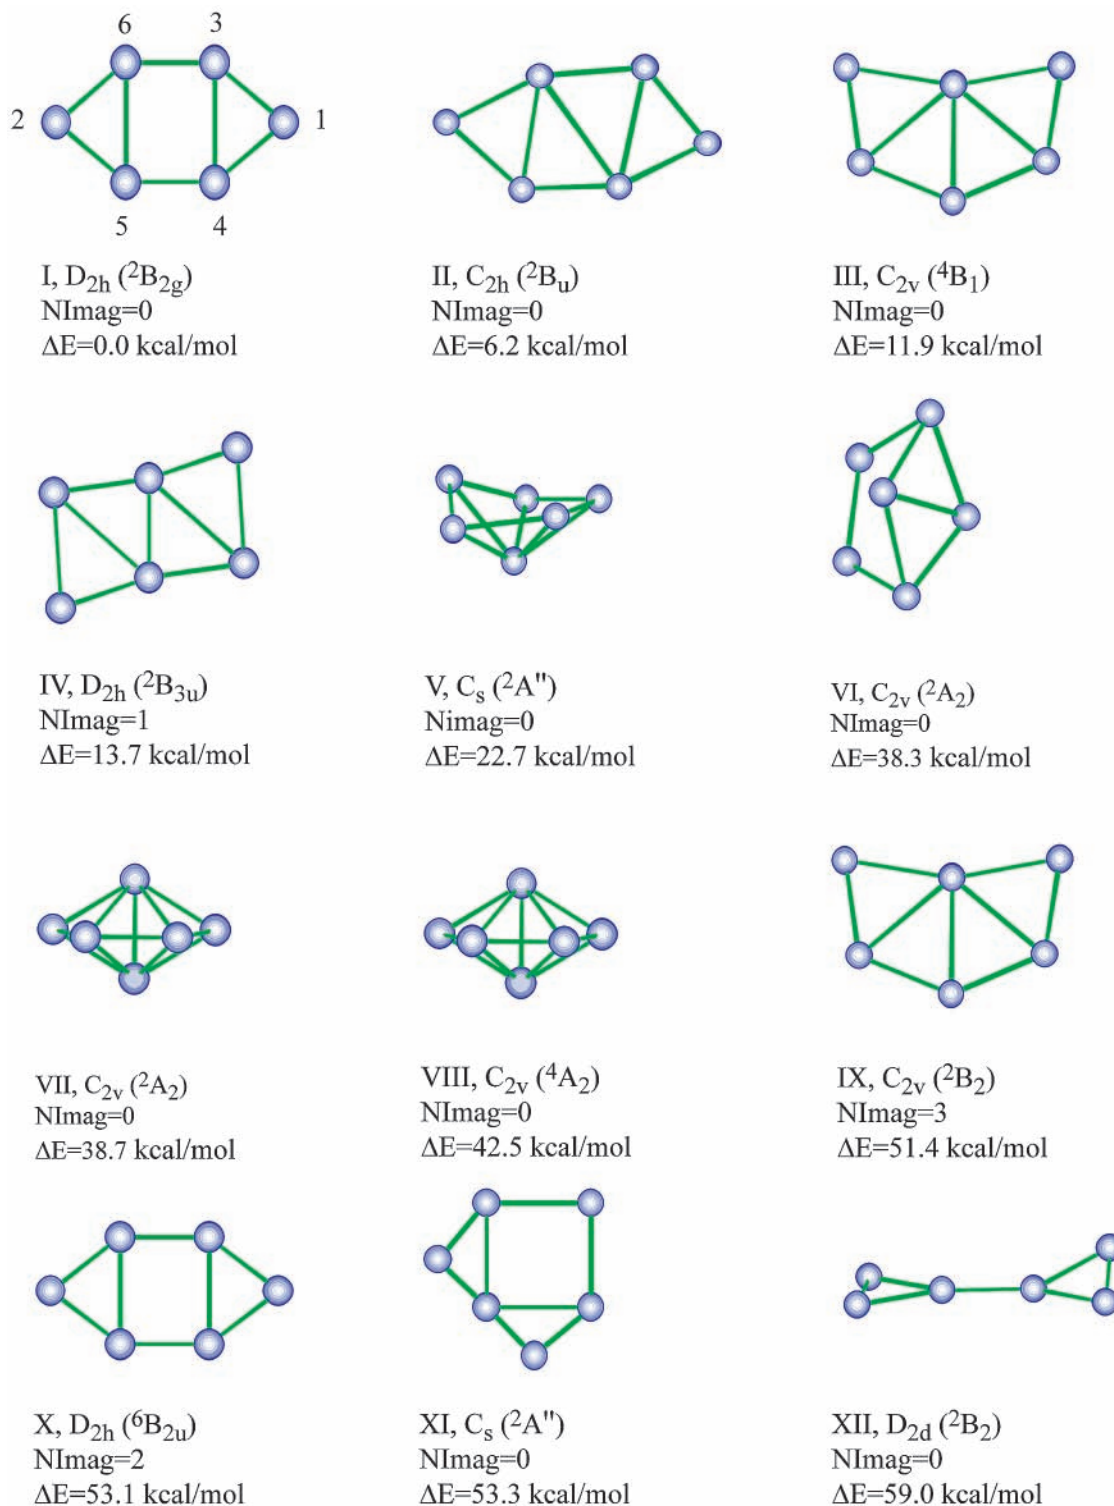 6 3
2 1
5 4
I, D2h (²B2g)
NImag=0
ΔE=0.0 kcal/mol
II, C2h (²Bu)
NImag=0
ΔE=6.2 kcal/mol
III, C2v (⁴B1)
NImag=0
ΔE=11.9 kcal/mol
IV, D2h (²B3u)
NImag=1
ΔE=13.7 kcal/mol
V, Cs (²A")
Nimag=0
ΔE=22.7 kcal/mol
VI, C2v (²A2)
NImag=0
ΔE=38.3 kcal/mol
VII, C2v (²A2)
NImag=0
ΔE=38.7 kcal/mol
VIII, C2v (⁴A2)
NImag=0
ΔE=42.5 kcal/mol
IX, C2v (²B2)
NImag=3
ΔE=51.4 kcal/mol
X, D2h (⁶B2u)
NImag=2
ΔE=53.1 kcal/mol
XI, Cs (²A")
NImag=0
ΔE=53.3 kcal/mol
XII, D2d (²B2)
NImag=0
ΔE=59.0 kcal/mol